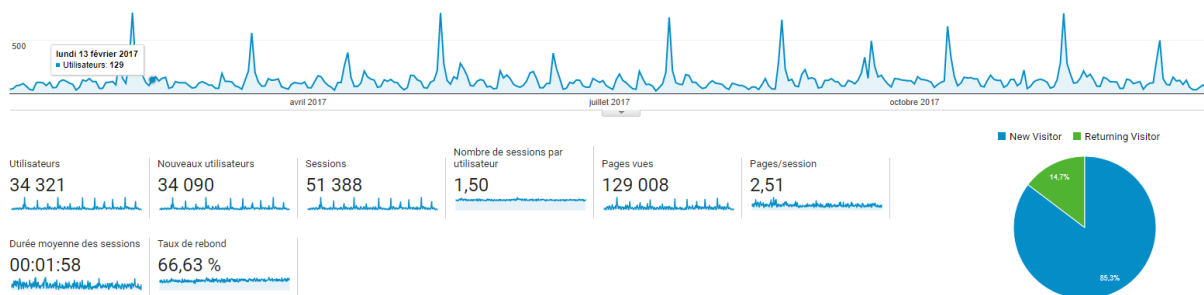 500
lundi 13 février 2017
Utilisateurs: 129
avril 2017
juillet 2017
octobre 2017
New Visitor
Returning Visitor
Utilisateurs
34 321
Nouveaux utilisateurs
34 090
Sessions
51 388
Nombre de sessions par
utilisateur
1,50
Pages vues
129 008
Pages/session
2,51
14,7%
85,3%
Durée moyenne des sessions
00:01:58
Taux de rebond
66,63 %